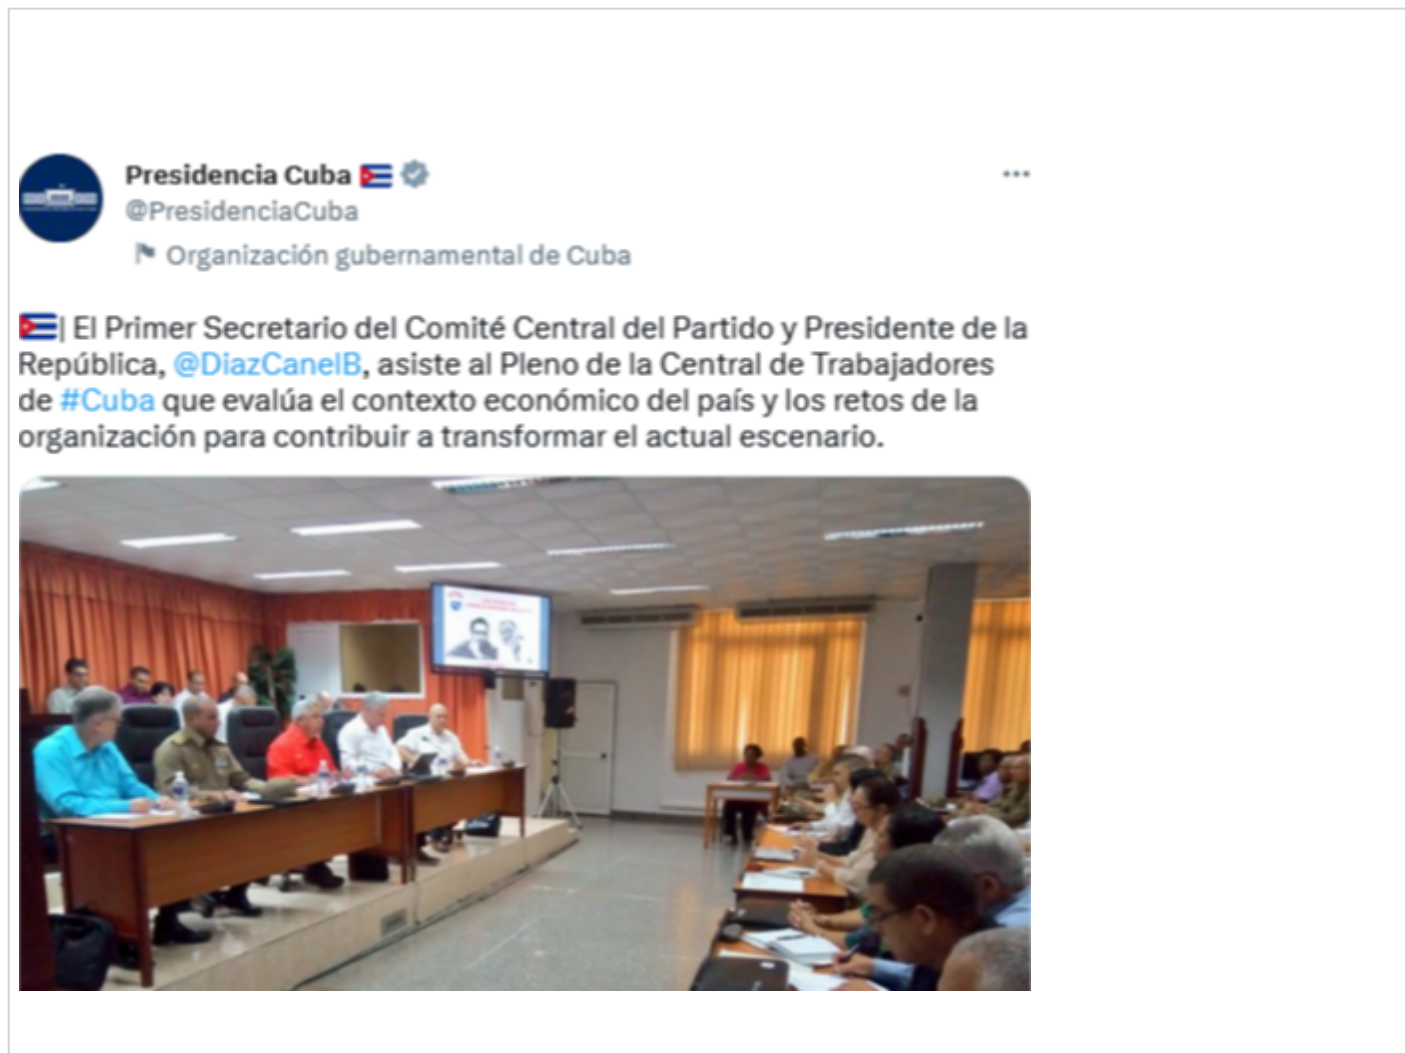 Presidencia Cuba 🇨🇺
@PresidenciaCuba
Organización gubernamental de Cuba
🇨🇺| El Primer Secretario del Comité Central del Partido y Presidente de la
República, @DiazCanelB, asiste al Pleno de la Central de Trabajadores
de #Cuba que evalúa el contexto económico del país y los retos de la
organización para contribuir a transformar el actual escenario.